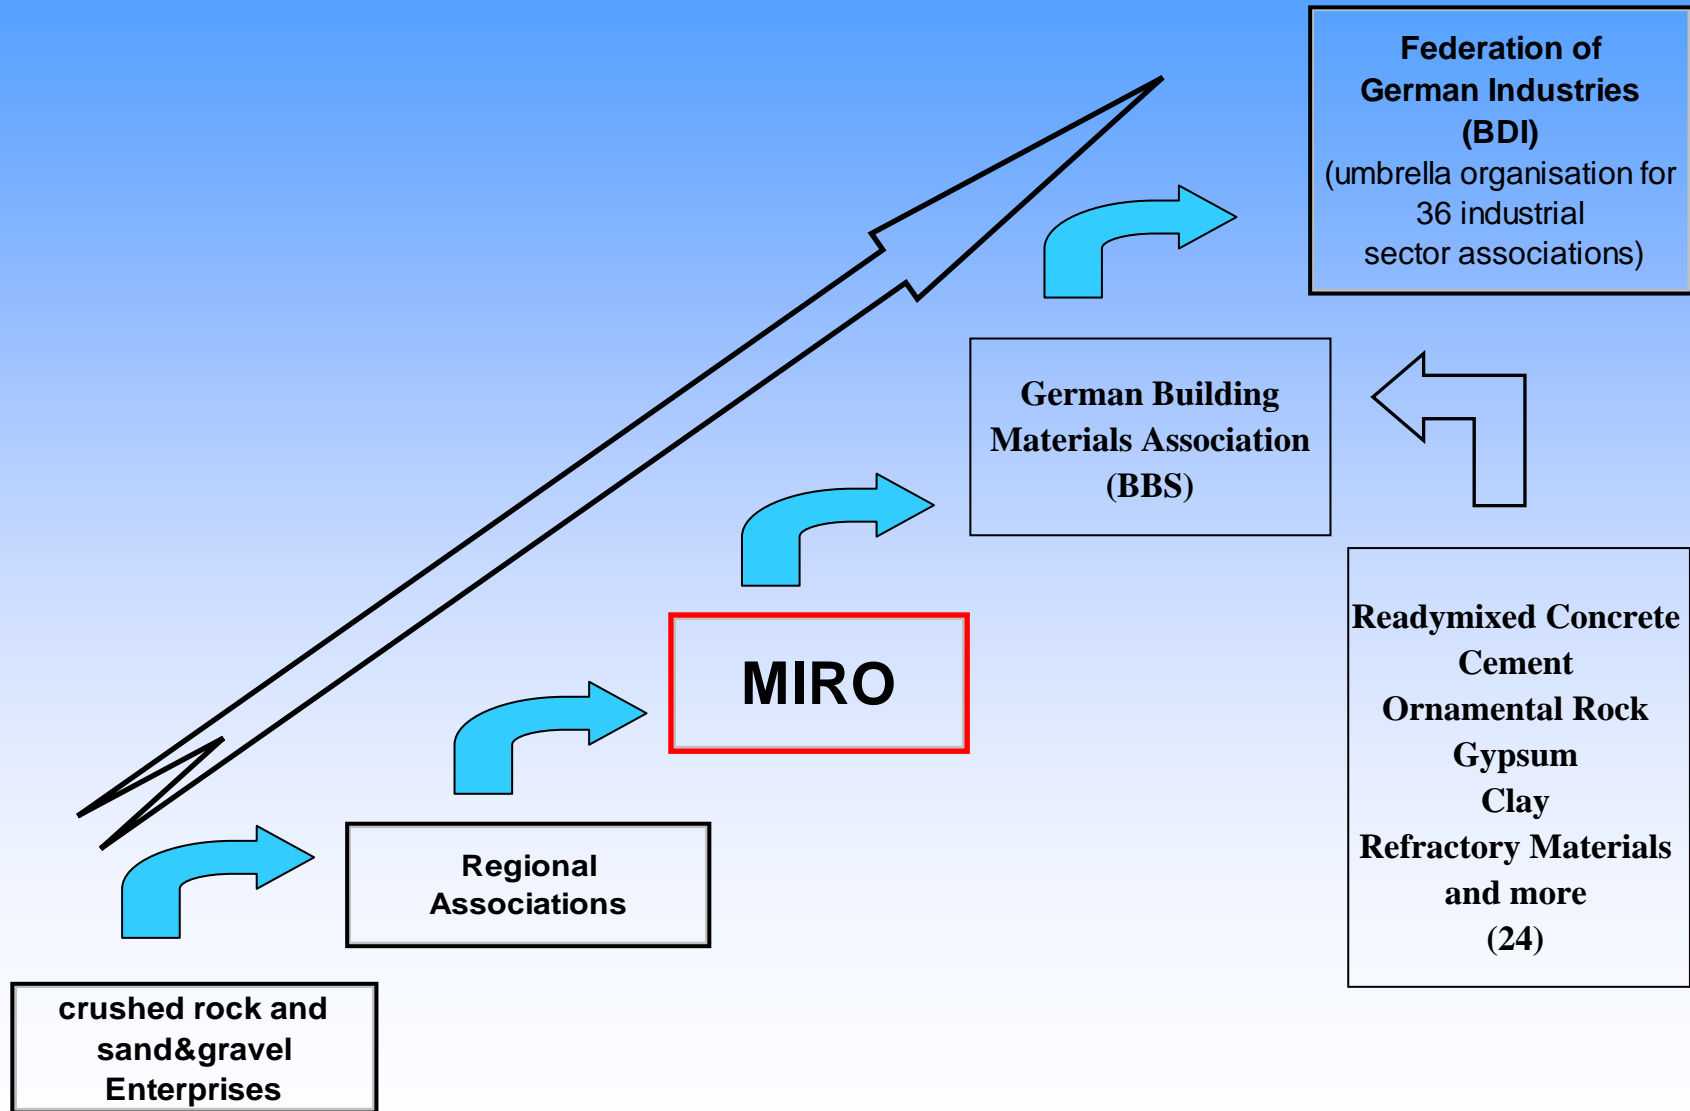 Federation of
German Industries
(BDI)
(umbrella organisation for
36 industrial
sector associations)
German Building
Materials Association
(BBS)
Readymixed Concrete
Cement
Ornamental Rock
Gypsum
Clay
Refractory Materials
and more
(24)
MIRO
Regional
Associations
crushed rock and
sand&gravel
Enterprises